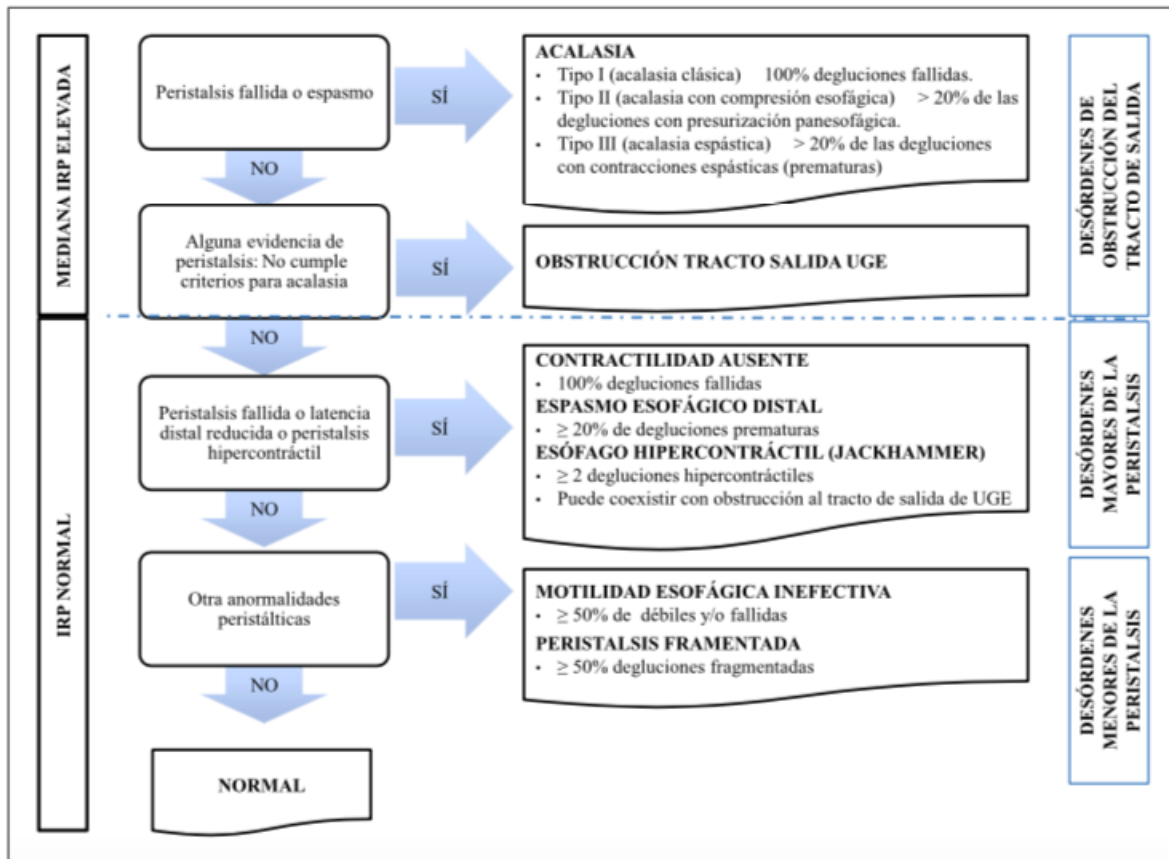 MEDIANA IRP ELEVADA
Peristalsis fallida o espasmo
SÍ
ACALASIA
• Tipo I (acalasia clásica) 100% degluciones fallidas.
• Tipo II (acalasia con compresión esofágica) > 20% de las
degluciones con presurización panesofágica.
• Tipo III (acalasia espástica) > 20% de las degluciones
con contracciones espásticas (prematuras)
DESÓRDENES DE
OBSTRUCCIÓN DEL
TRACTO DE SALIDA
NO
Alguna evidencia de
peristalsis: No cumple
criterios para acalasia
SÍ
OBSTRUCCIÓN TRACTO SALIDA UGE
NO
IRP NORMAL
Peristalsis fallida o latencia
distal reducida o peristalsis
hipercontráctil
SÍ
CONTRACTILIDAD AUSENTE
• 100% degluciones fallidas
ESPASMO ESOFÁGICO DISTAL
• ≥ 20% de degluciones prematuras
ESÓFAGO HIPERCONTRÁCTIL (JACKHAMMER)
• ≥ 2 degluciones hipercontráctiles
• Puede coexistir con obstrucción al tracto de salida de UGE
DESÓRDENES
MAYORES DE LA
PERISTALSIS
NO
Otra anormalidades
peristálticas
SÍ
MOTILIDAD ESOFÁGICA INEFECTIVA
• ≥ 50% de débiles y/o fallidas
PERISTALSIS FRAMENTADA
• ≥ 50% degluciones fragmentadas
DESÓRDENES
MENORES DE LA
PERISTALSIS
NO
NORMAL